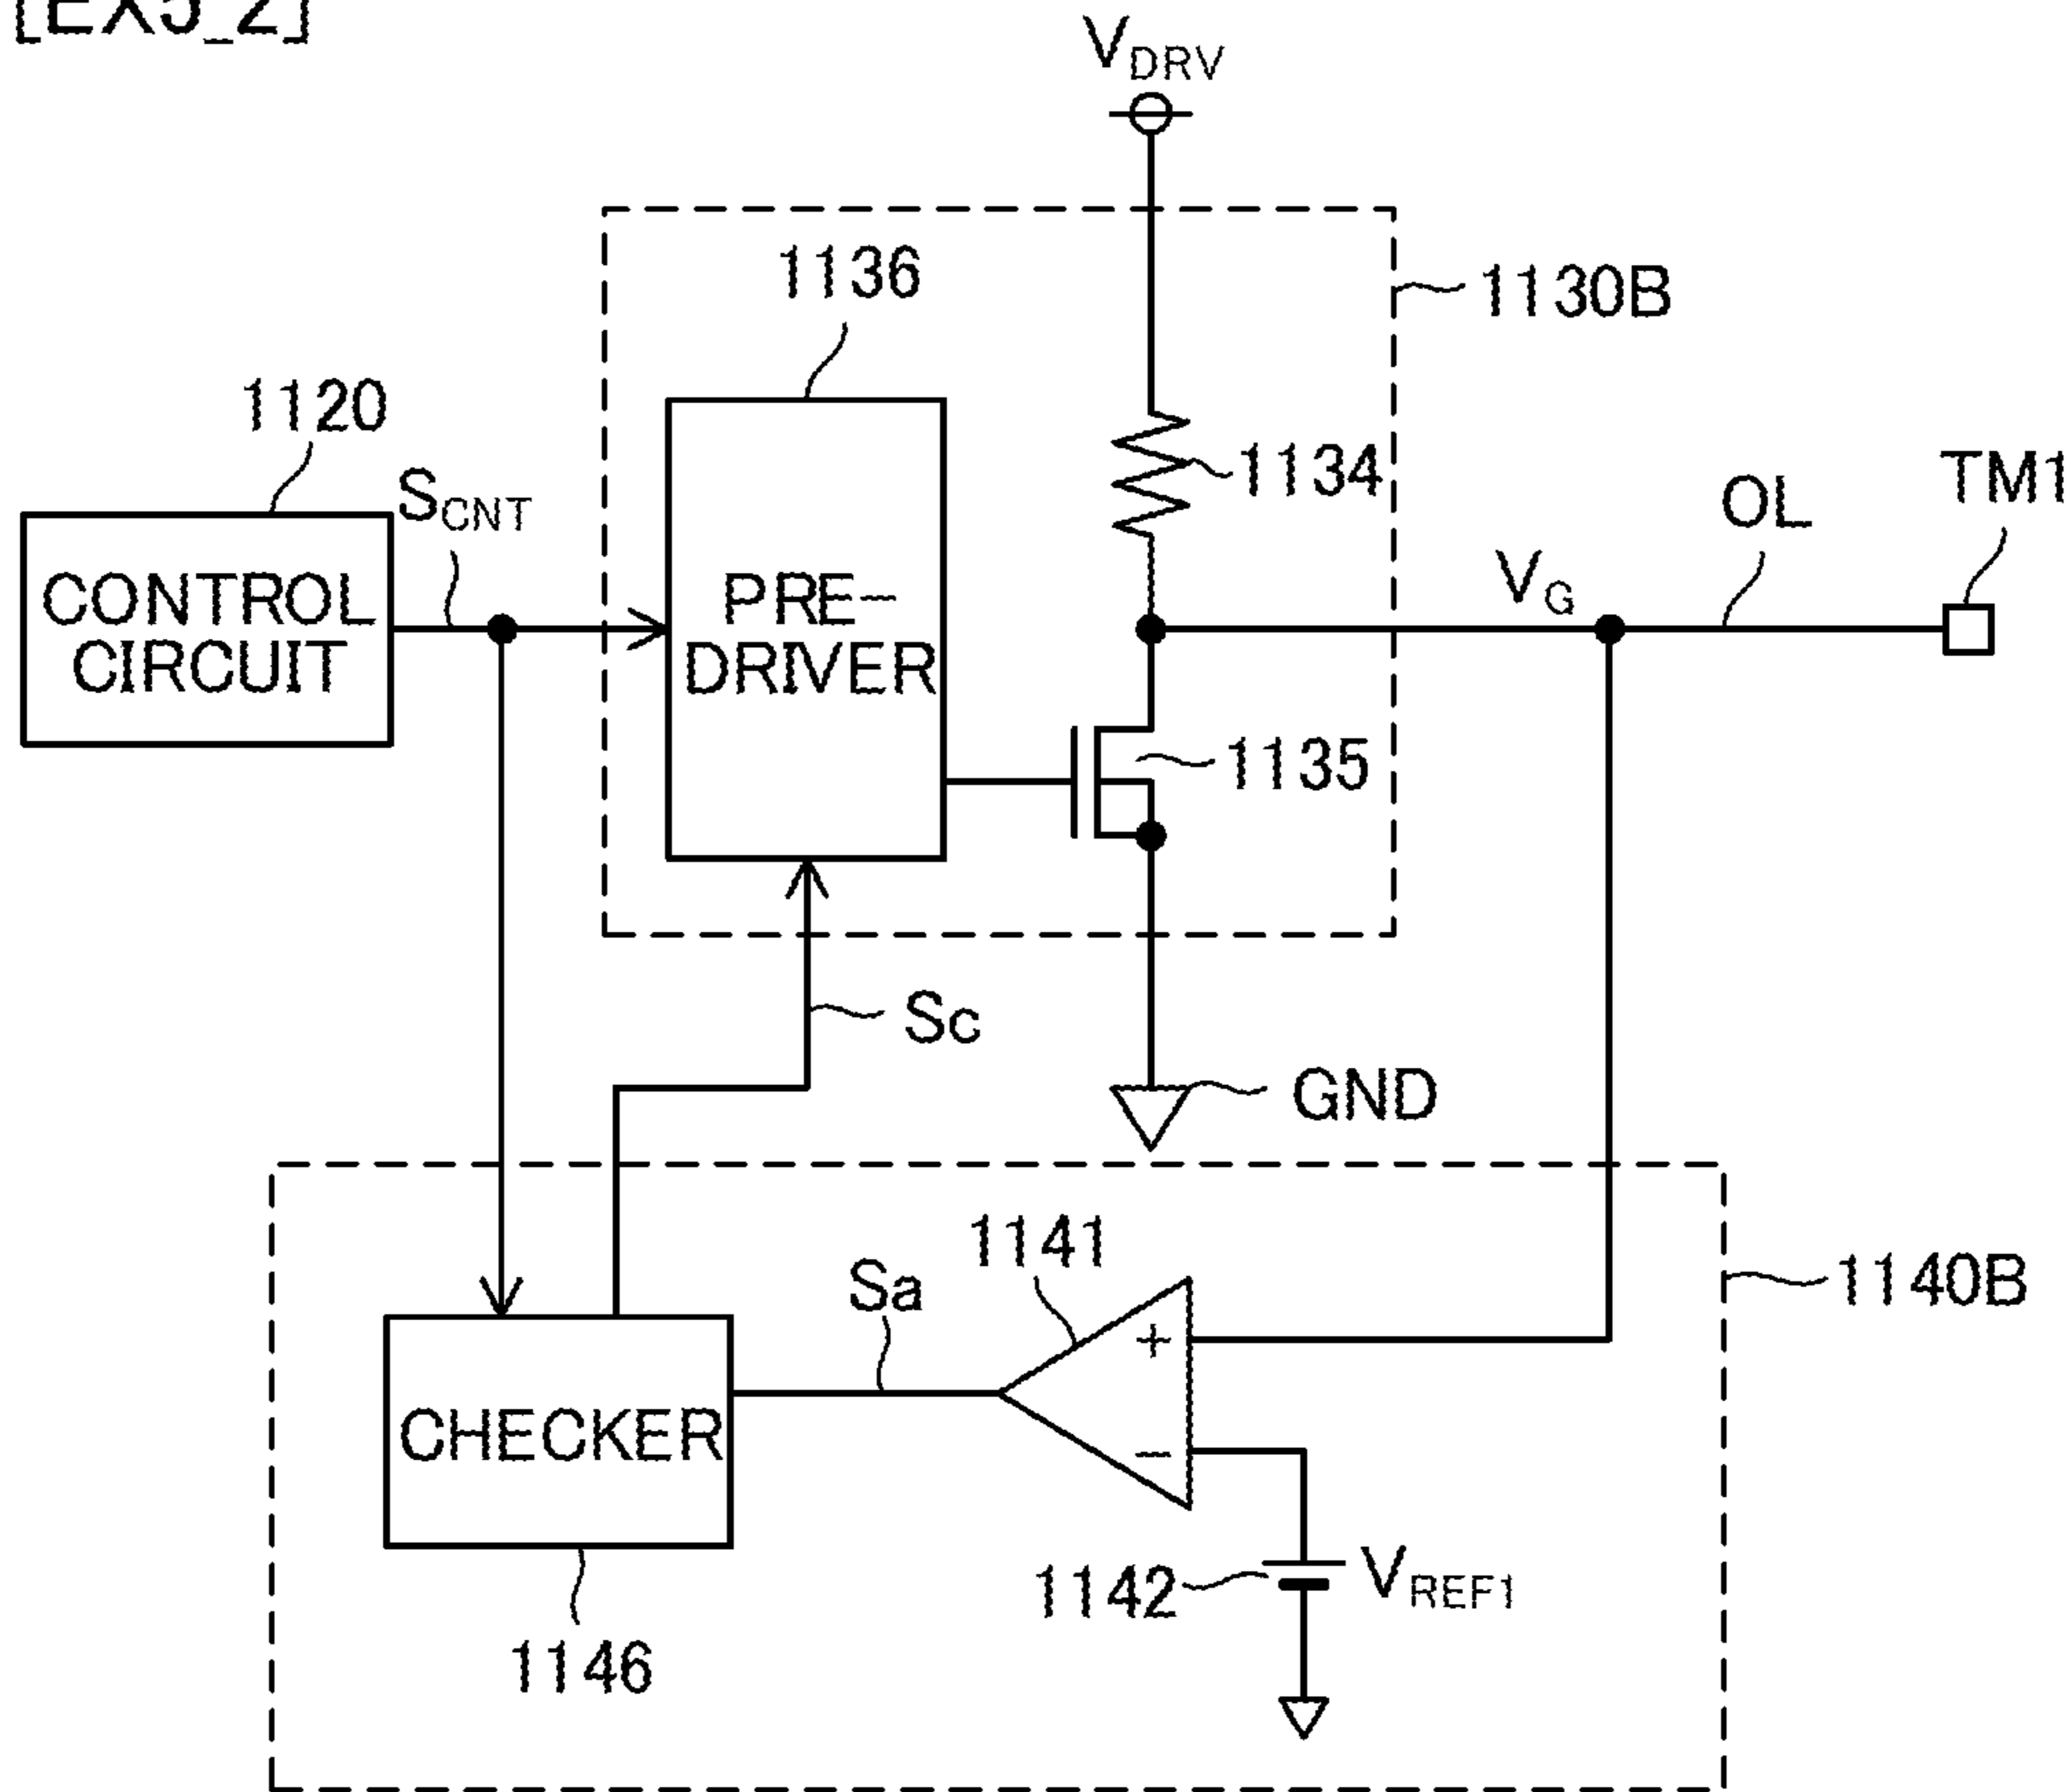 [EX5_2]
VDRV
1136
1130B
1120
SCNT
1134
OL
TM1
CONTROL
CIRCUIT
PRE-
DRIVER
VG
1135
Sc
GND
1141
Sa
1140B
+
CHECKER
−
1142
VREF1
1146